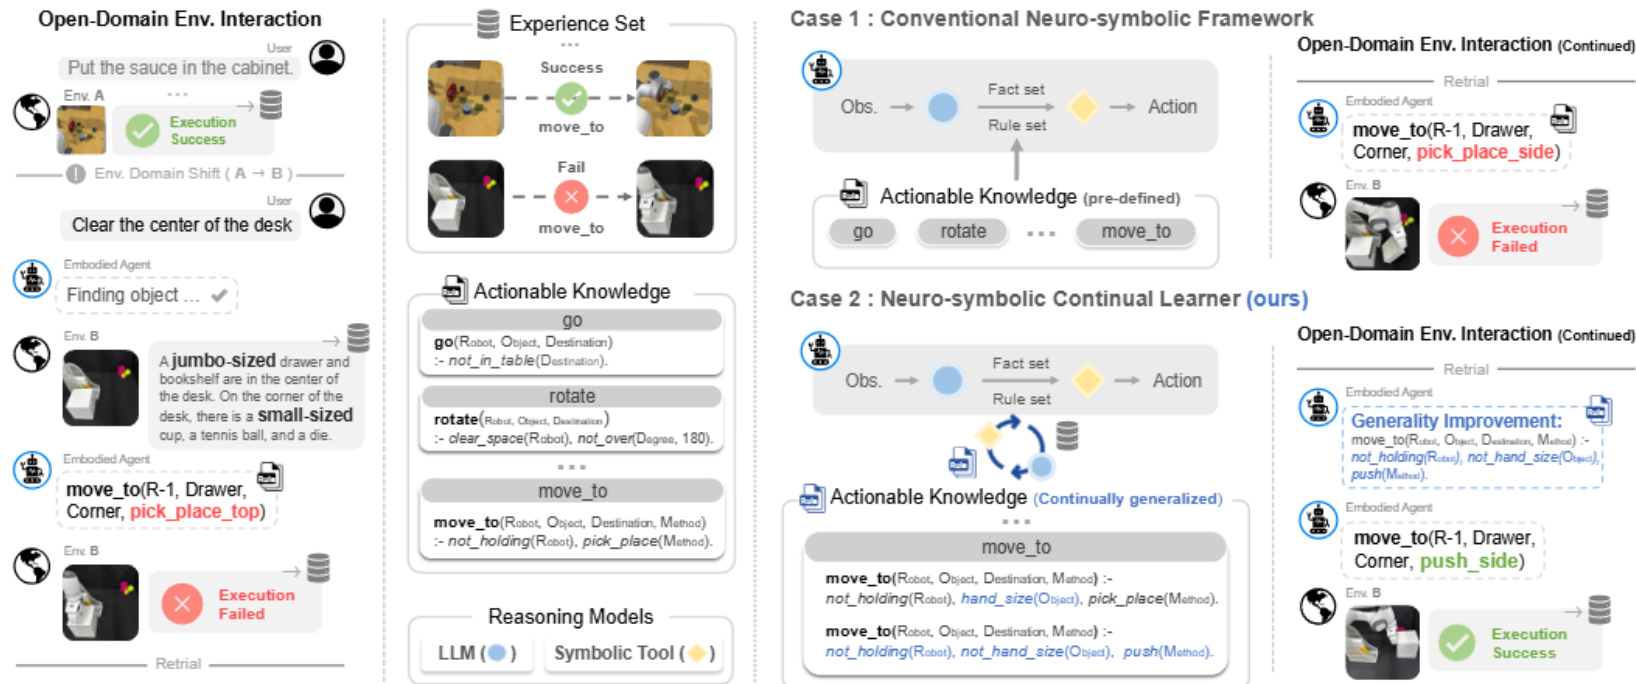 Open-Domain Env. Interaction
User
Put the sauce in the cabinet.
Env. A
...
Execution
Success
Env. Domain Shift ( A → B )
User
Clear the center of the desk
Embodied Agent
Finding object ...
Env. B
A jumbo-sized drawer and
bookshelf are in the center of
the desk. On the corner of the
desk, there is a small-sized
cup, a tennis ball, and a die.
Embodied Agent
Rule
move_to(R-1, Drawer,
Corner, pick_place_top)
Env. B
Execution
Failed
Retrial
Experience Set
...
Success
move_to
Fail
move_to
Rule
Actionable Knowledge
go
go(Robot, Object, Destination)
:- not_in_table(Destination).
rotate
rotate(Robot, Object, Destination)
:- clear_space(Robot), not_over(Degree, 180).
...
move_to
move_to(Robot, Object, Destination, Method)
:- not_holding(Robot), pick_place(Method).
Reasoning Models
LLM ( )
Symbolic Tool ( )
Case 1 : Conventional Neuro-symbolic Framework
Obs.
Fact set
Rule set
Action
Rule
Actionable Knowledge (pre-defined)
go
rotate
...
move_to
Open-Domain Env. Interaction (Continued)
Retrial
Embodied Agent
Rule
move_to(R-1, Drawer,
Corner, pick_place_side)
Env. B
Execution
Failed
Case 2 : Neuro-symbolic Continual Learner (ours)
Obs.
Fact set
Rule set
Action
Rule
Rule
Actionable Knowledge (Continually generalized)
...
move_to
move_to(Robot, Object, Destination, Method) :-
not_holding(Robot), hand_size(Object), pick_place(Method).
move_to(Robot, Object, Destination, Method) :-
not_holding(Robot), not_hand_size(Object), push(Method).
Open-Domain Env. Interaction (Continued)
Retrial
Embodied Agent
Rule
Generality Improvement:
move_to(Robot, Object, Destination, Method) :-
not_holding(Robot), not_hand_size(Object),
push(Method).
Embodied Agent
move_to(R-1, Drawer,
Corner, push_side)
Env. B
Execution
Success